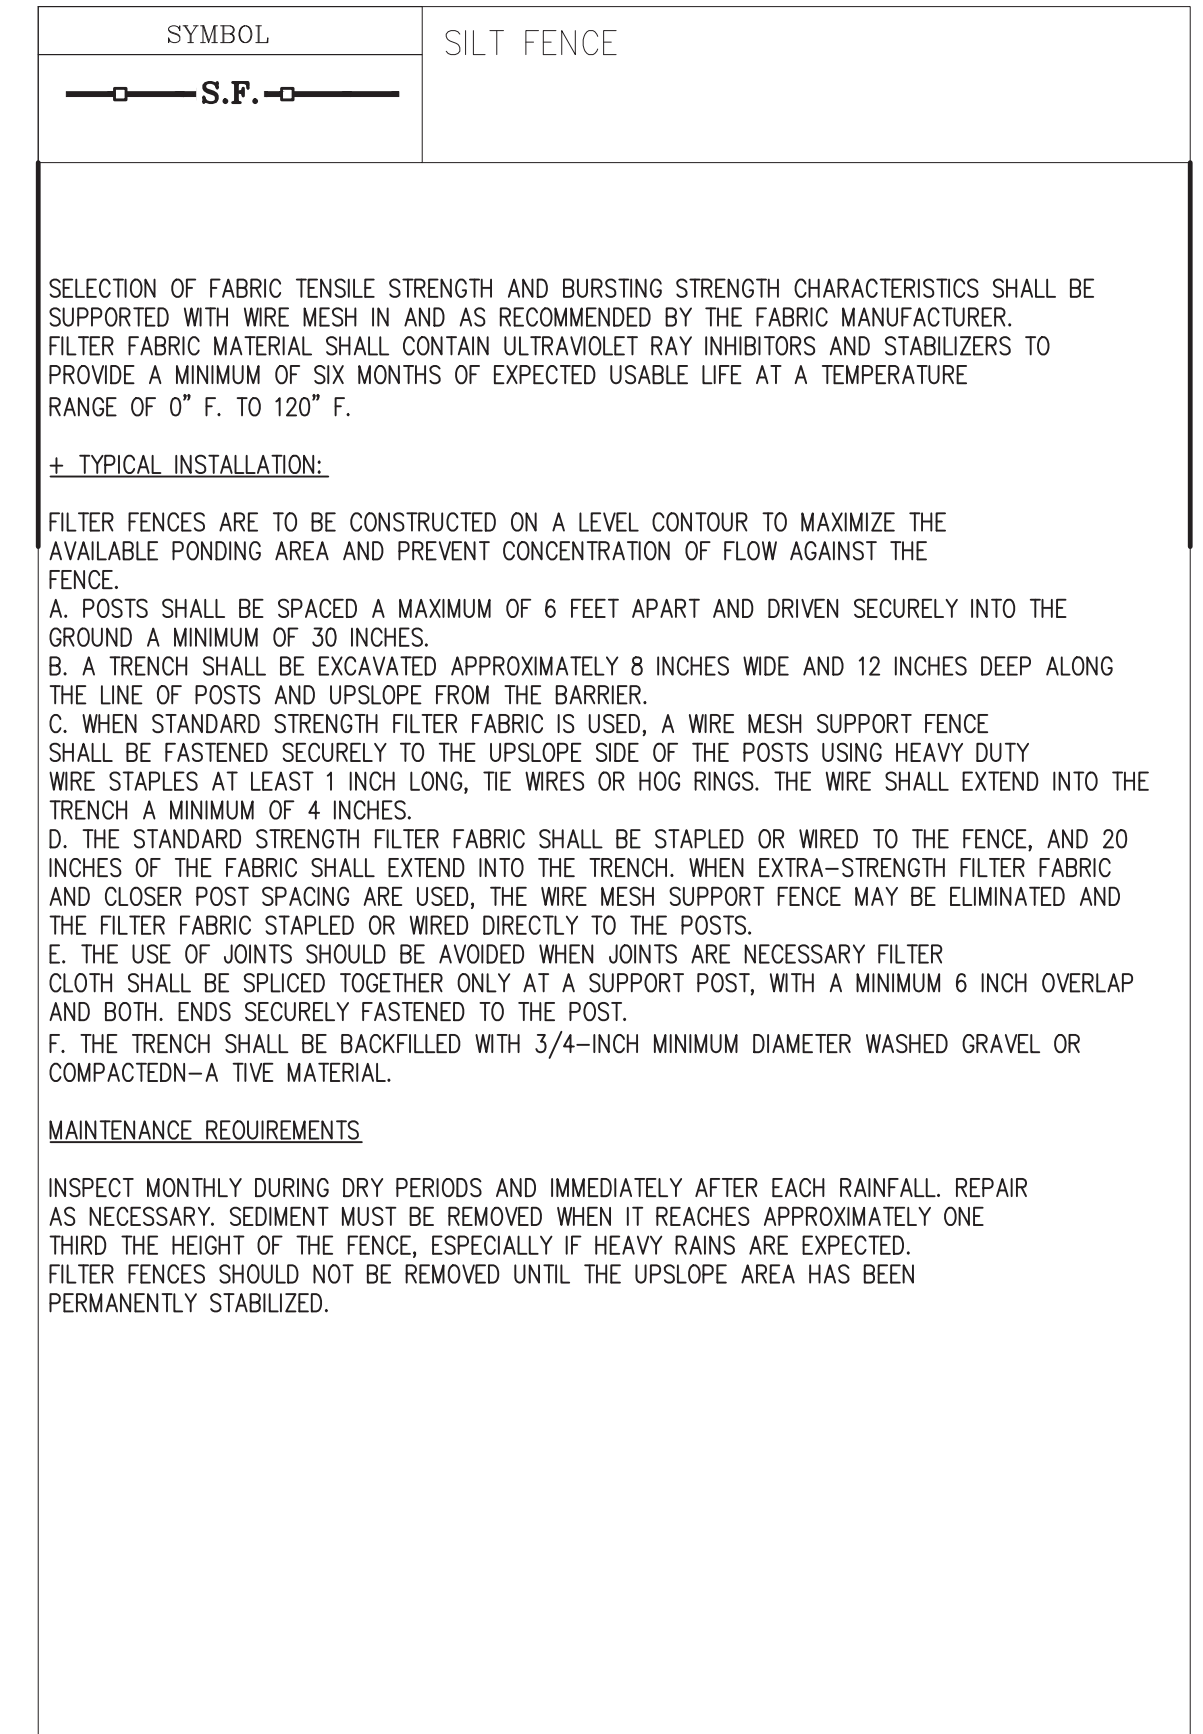 SYMBOL
SILT FENCE
S.F.
SELECTION OF FABRIC TENSILE STRENGTH AND BURSTING STRENGTH CHARACTERISTICS SHALL BE
SUPPORTED WITH WIRE MESH IN AND AS RECOMMENDED BY THE FABRIC MANUFACTURER.
FILTER FABRIC MATERIAL SHALL CONTAIN ULTRAVIOLET RAY INHIBITORS AND STABILIZERS TO
PROVIDE A MINIMUM OF SIX MONTHS OF EXPECTED USABLE LIFE AT A TEMPERATURE
RANGE OF 0" F. TO 120" F.
+ TYPICAL INSTALLATION:
FILTER FENCES ARE TO BE CONSTRUCTED ON A LEVEL CONTOUR TO MAXIMIZE THE
AVAILABLE PONDING AREA AND PREVENT CONCENTRATION OF FLOW AGAINST THE
FENCE.
A. POSTS SHALL BE SPACED A MAXIMUM OF 6 FEET APART AND DRIVEN SECURELY INTO THE
GROUND A MINIMUM OF 30 INCHES.
B. A TRENCH SHALL BE EXCAVATED APPROXIMATELY 8 INCHES WIDE AND 12 INCHES DEEP ALONG
THE LINE OF POSTS AND UPSLOPE FROM THE BARRIER.
C. WHEN STANDARD STRENGTH FILTER FABRIC IS USED, A WIRE MESH SUPPORT FENCE
SHALL BE FASTENED SECURELY TO THE UPSLOPE SIDE OF THE POSTS USING HEAVY DUTY
WIRE STAPLES AT LEAST 1 INCH LONG, TIE WIRES OR HOG RINGS. THE WIRE SHALL EXTEND INTO THE
TRENCH A MINIMUM OF 4 INCHES.
D. THE STANDARD STRENGTH FILTER FABRIC SHALL BE STAPLED OR WIRED TO THE FENCE, AND 20
INCHES OF THE FABRIC SHALL EXTEND INTO THE TRENCH. WHEN EXTRA-STRENGTH FILTER FABRIC
AND CLOSER POST SPACING ARE USED, THE WIRE MESH SUPPORT FENCE MAY BE ELIMINATED AND
THE FILTER FABRIC STAPLED OR WIRED DIRECTLY TO THE POSTS.
E. THE USE OF JOINTS SHOULD BE AVOIDED WHEN JOINTS ARE NECESSARY FILTER
CLOTH SHALL BE SPLICED TOGETHER ONLY AT A SUPPORT POST, WITH A MINIMUM 6 INCH OVERLAP
AND BOTH. ENDS SECURELY FASTENED TO THE POST.
F. THE TRENCH SHALL BE BACKFILLED WITH 3/4-INCH MINIMUM DIAMETER WASHED GRAVEL OR
COMPACTEDN-A TIVE MATERIAL.
MAINTENANCE REOUIREMENTS
INSPECT MONTHLY DURING DRY PERIODS AND IMMEDIATELY AFTER EACH RAINFALL. REPAIR
AS NECESSARY. SEDIMENT MUST BE REMOVED WHEN IT REACHES APPROXIMATELY ONE
THIRD THE HEIGHT OF THE FENCE, ESPECIALLY IF HEAVY RAINS ARE EXPECTED.
FILTER FENCES SHOULD NOT BE REMOVED UNTIL THE UPSLOPE AREA HAS BEEN
PERMANENTLY STABILIZED.